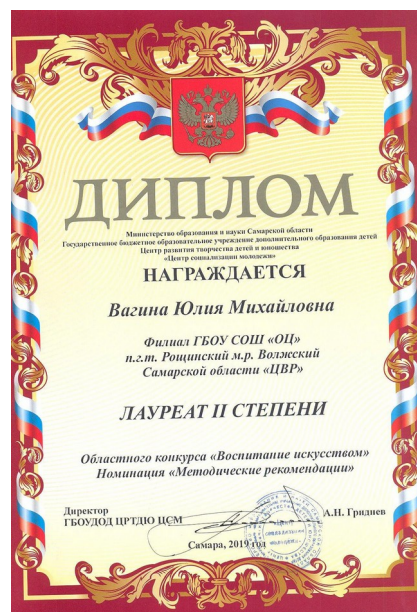 ДИПЛОМ
Министерство образования и науки Самарской области
Государственное бюджетное образовательное учреждение дополнительного образования детей
Центр развития творчества детей и юношества
«Центр социализации молодежи»
НАГРАЖДАЕТСЯ
Вагина Юлия Михайловна
Филиал ГБОУ СОШ «ОЦ»
п.г.т. Рощинский м.р. Волжский
Самарской области «ЦВР»
ЛАУРЕАТ II СТЕПЕНИ
Областного конкурса «Воспитание искусством»
Номинация «Методические рекомендации»
Директор
ГБОУДОД ЦРТДЮ ЦСМ
А.Н. Гриднев
Самара, 2019 год